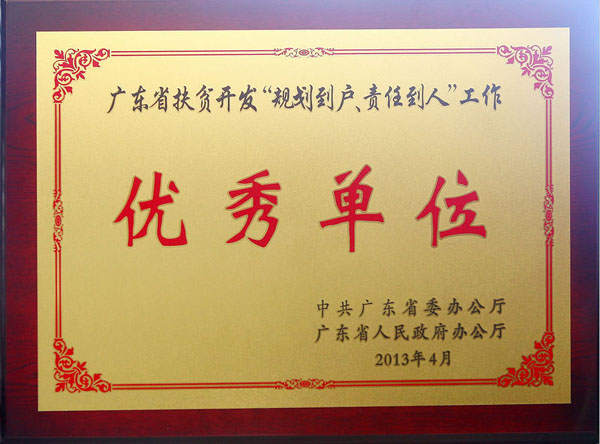 广东省扶贫开发“规划到户、责任到人”工作
优秀单位
中共广东省委办公厅
广东省人民政府办公厅
2013年4月